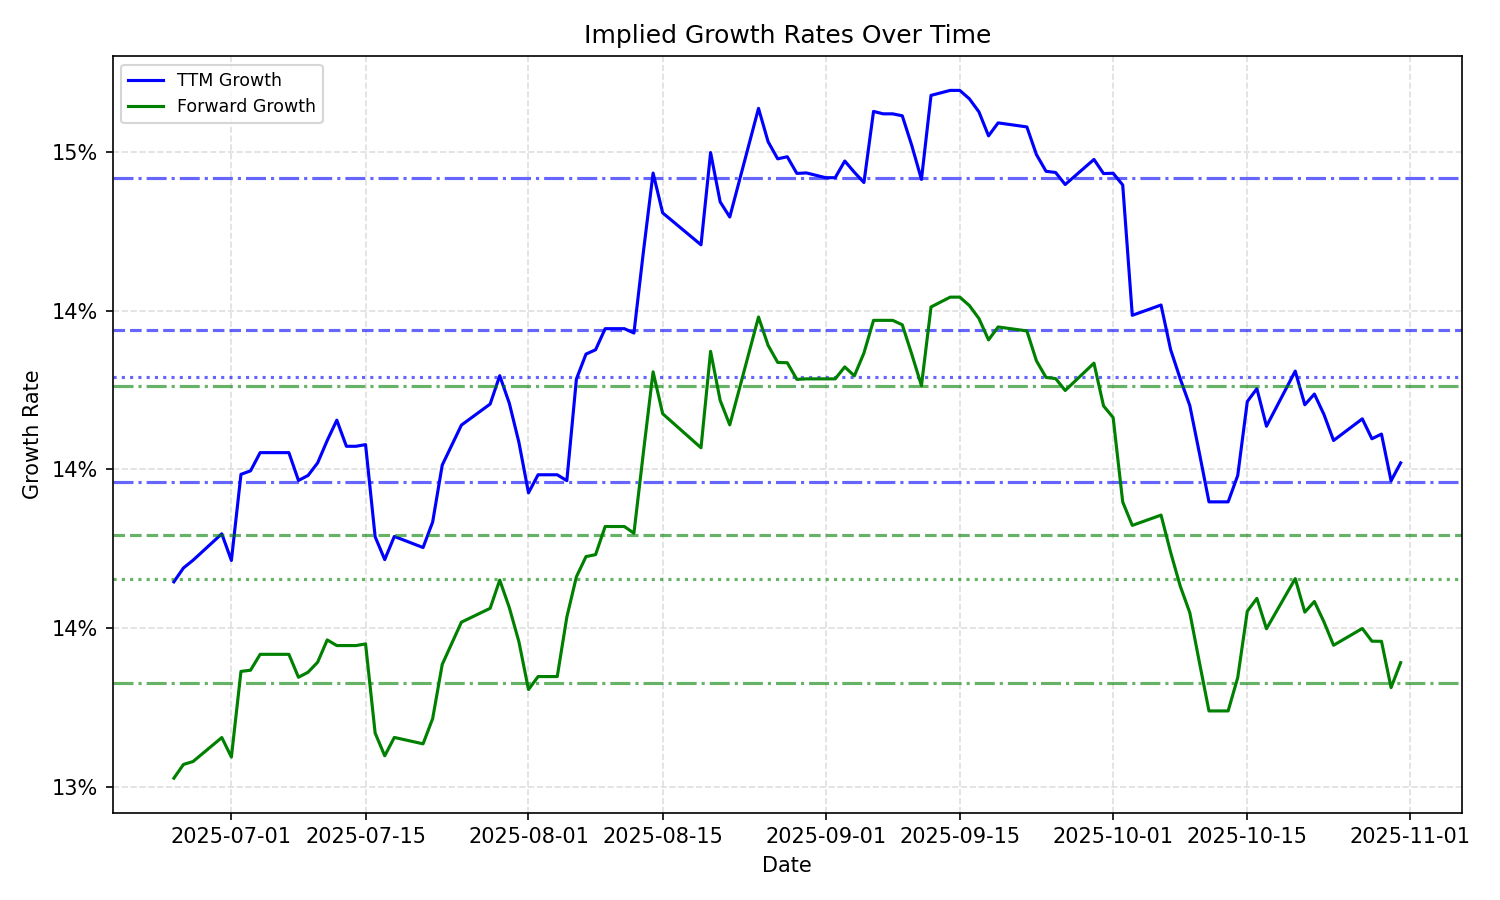 Implied Growth Rates Over Time
TTM Growth
Forward Growth
15%
14%
14%
14%
13%
Growth Rate
2025-07-01 2025-07-15 2025-08-01 2025-08-15 2025-09-01 2025-09-15 2025-10-01 2025-10-15 2025-11-01
Date